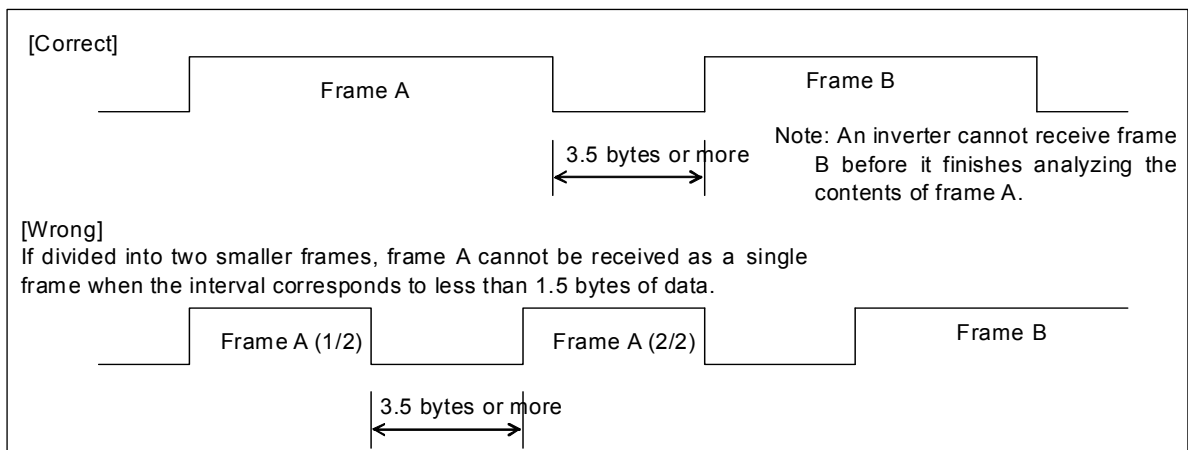 [Correct]
Frame A
Frame B
3.5 bytes or more
Note: An inverter cannot receive frame
B before it finishes analyzing the
contents of frame A.
[Wrong]
If divided into two smaller frames, frame A cannot be received as a single
frame when the interval corresponds to less than 1.5 bytes of data.
Frame A (1/2)
Frame A (2/2)
Frame B
3.5 bytes or more